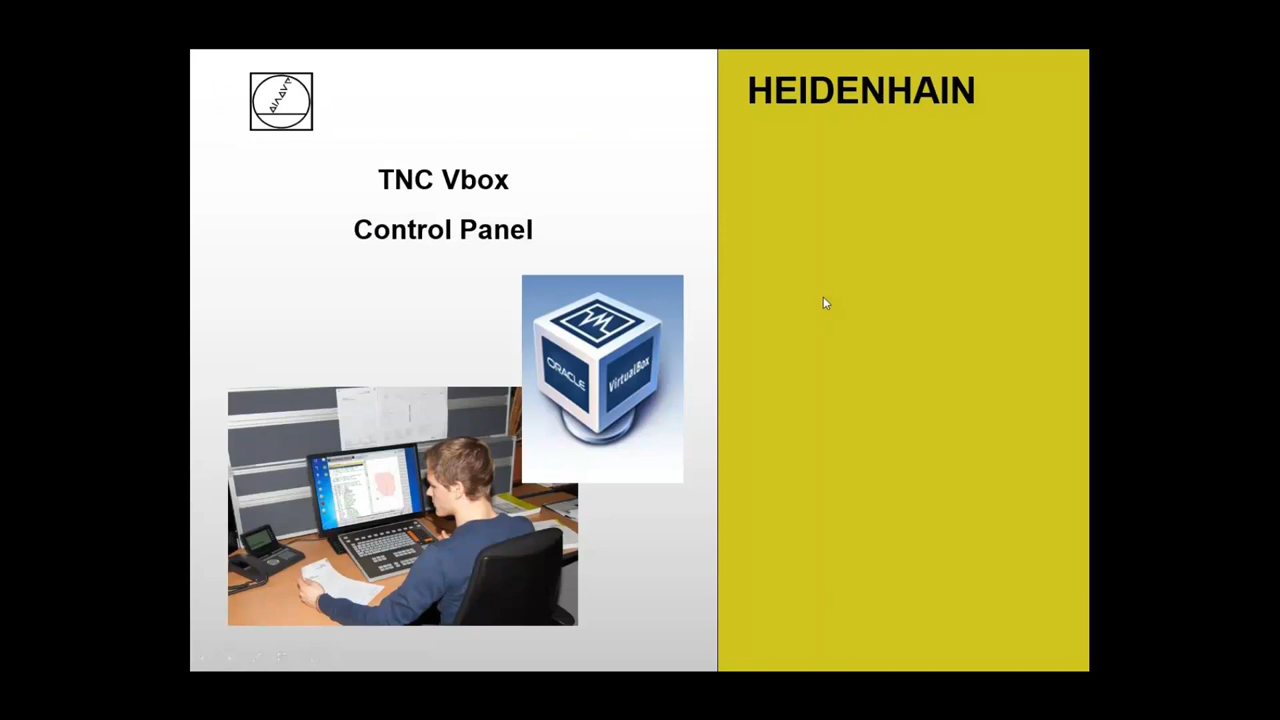 HEIDENHAIN
TNC Vbox
Control Panel
ORACLE
VirtualBox